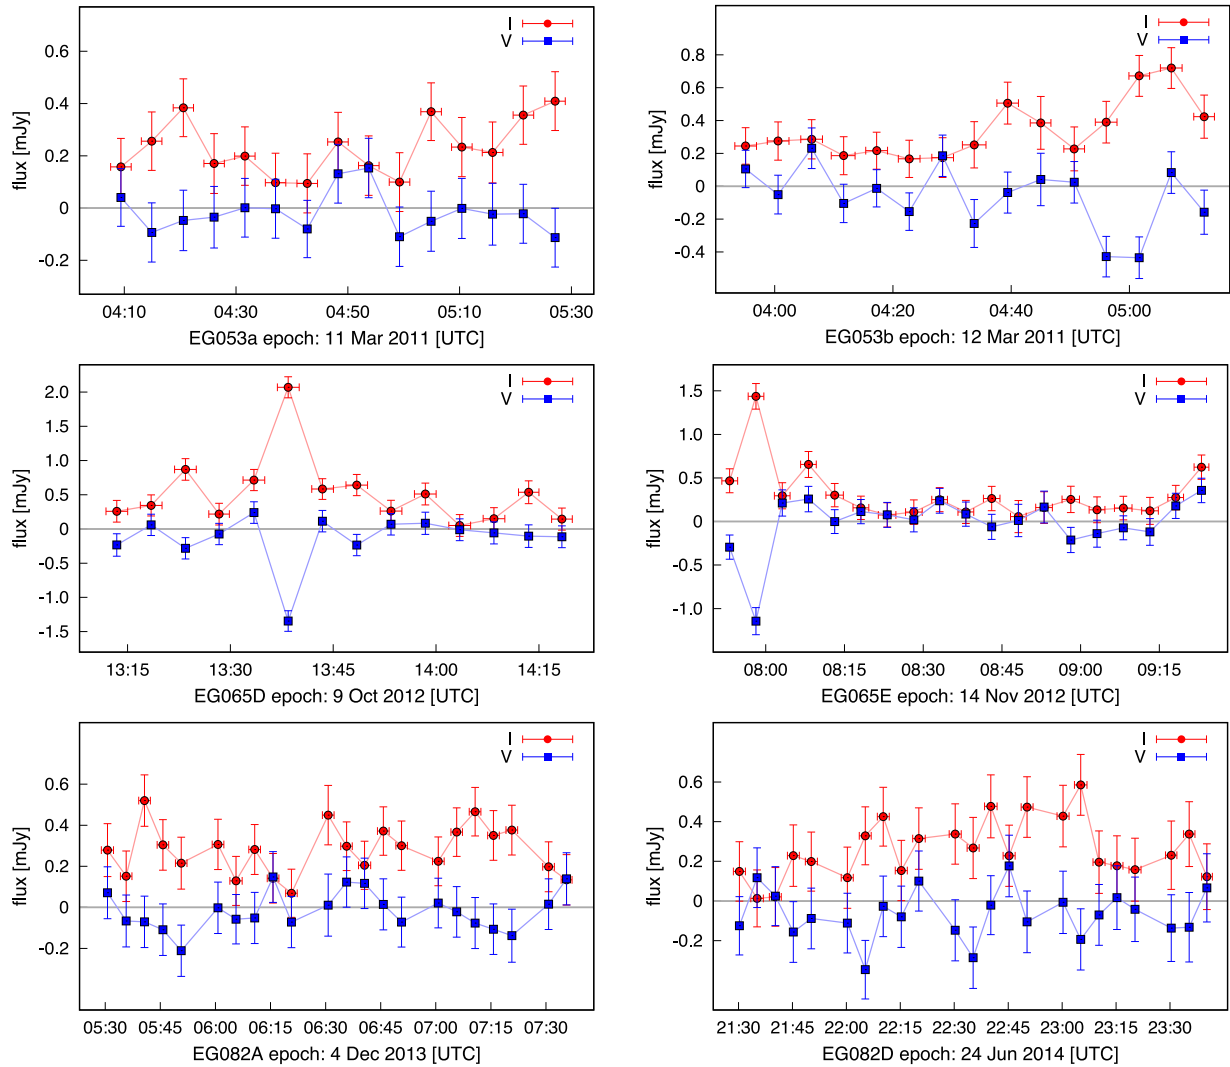 I
V
flux [mJy]
0.6
0.4
0.2
0
-0.2
04:10 04:30 04:50 05:10 05:30
EG053a epoch: 11 Mar 2011 [UTC]
I
V
flux [mJy]
0.8
0.6
0.4
0.2
0
-0.2
-0.4
04:00 04:20 04:40 05:00
EG053b epoch: 12 Mar 2011 [UTC]
I
V
flux [mJy]
2.0
1.5
1.0
0.5
0
-0.5
-1.0
-1.5
13:15 13:30 13:45 14:00 14:15
EG065D epoch: 9 Oct 2012 [UTC]
I
V
flux [mJy]
1.5
1.0
0.5
0
-0.5
-1.0
08:00 08:15 08:30 08:45 09:00 09:15
EG065E epoch: 14 Nov 2012 [UTC]
I
V
flux [mJy]
0.6
0.4
0.2
0
-0.2
05:30 05:45 06:00 06:15 06:30 06:45 07:00 07:15 07:30
EG082A epoch: 4 Dec 2013 [UTC]
I
V
flux [mJy]
0.6
0.4
0.2
0
-0.2
21:30 21:45 22:00 22:15 22:30 22:45 23:00 23:15 23:30
EG082D epoch: 24 Jun 2014 [UTC]